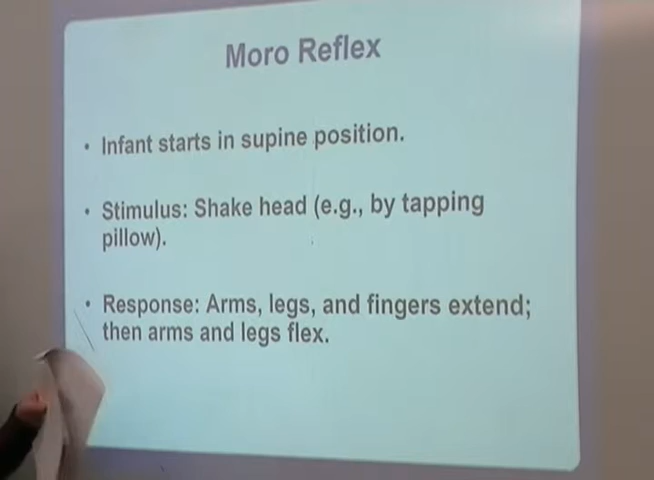 Moro Reflex
• Infant starts in supine position.
• Stimulus: Shake head (e.g., by tapping
pillow).
• Response: Arms, legs, and fingers extend;
then arms and legs flex.